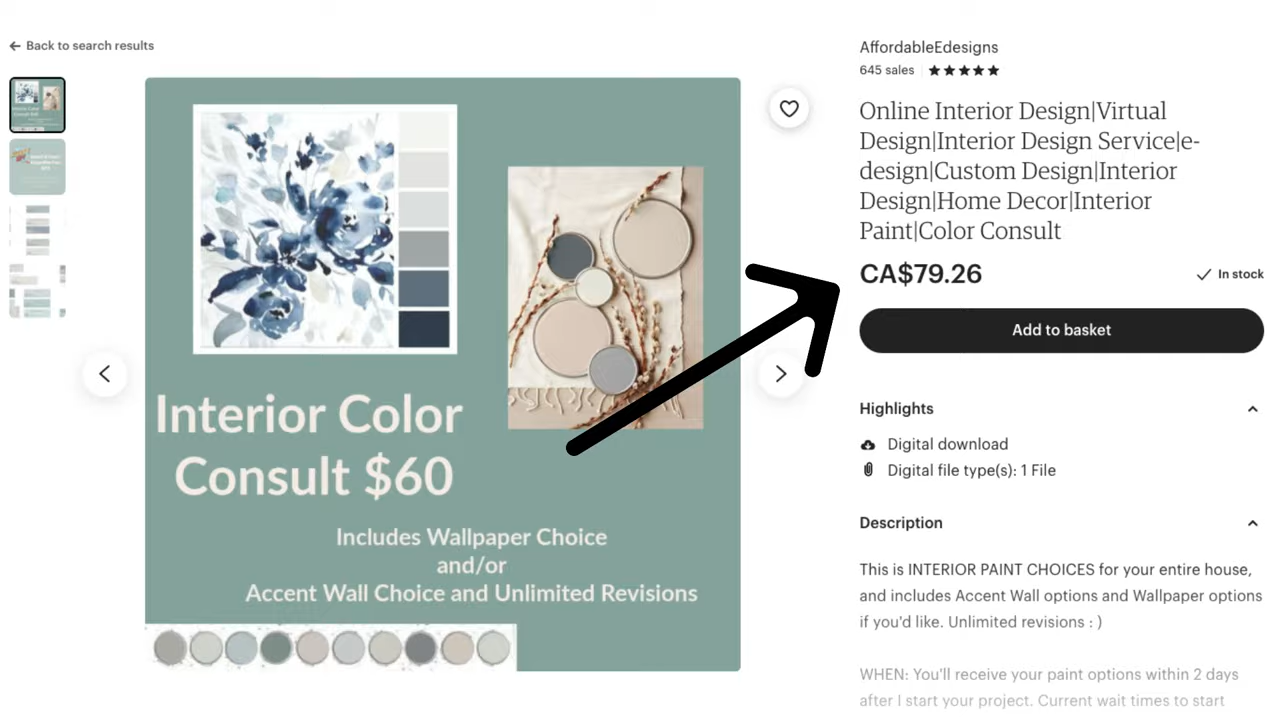 Back to search results
AffordableEdesigns
645 sales
Online Interior Design|Virtual
Design|Interior Design Service|e-
design|Custom Design|Interior
Design|Home Decor|Interior
Paint|Color Consult
CA$79.26
In stock
Add to basket
Highlights
Digital download
Digital file type(s): 1 File
Description
This is INTERIOR PAINT CHOICES for your entire house,
and includes Accent Wall options and Wallpaper options
if you'd like. Unlimited revisions : )
WHEN: You'll receive your paint options within 2 days
after I start your project. Current wait times to start
Interior Color
Consult $60
Includes Wallpaper Choice
and/or
Accent Wall Choice and Unlimited Revisions